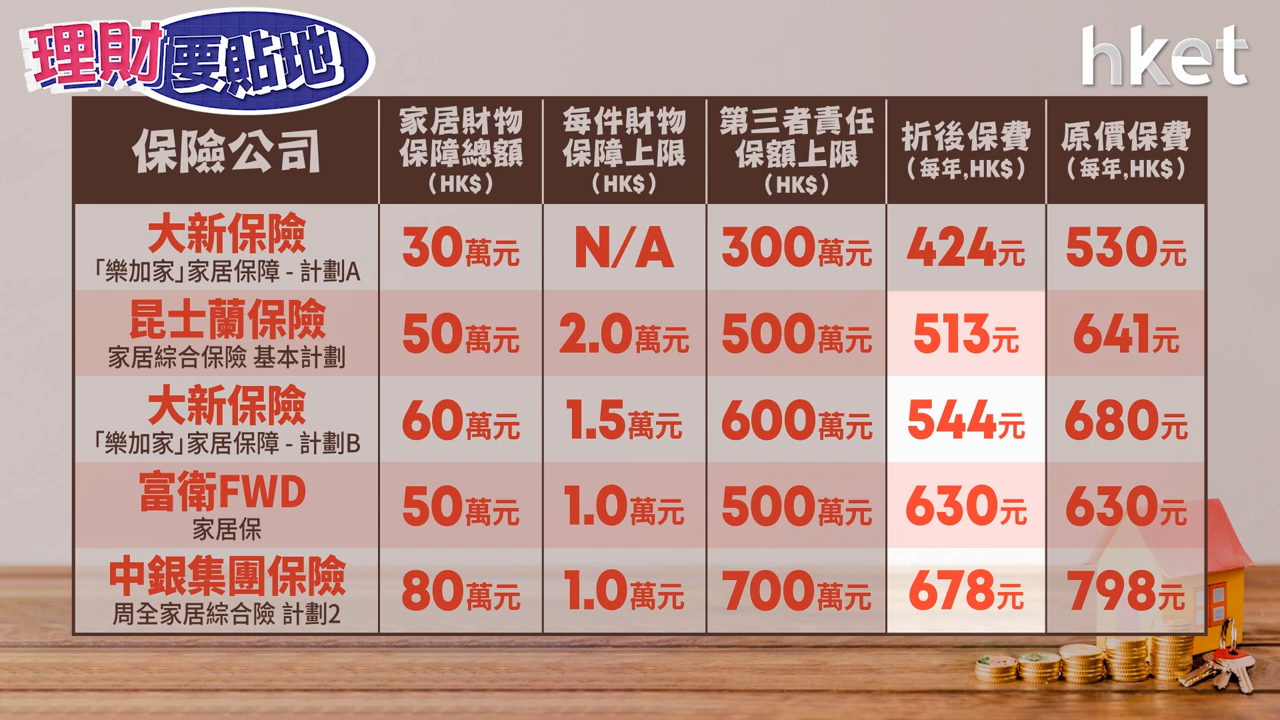 理財要貼地
hket
保險公司
家居財物
保障總額
（HK$）
每件財物
保障上限
（HK$）
第三者責任
保額上限
（HK$）
折後保費
（每年,HK$）
原價保費
（每年,HK$）
大新保險
「樂加家」家居保障 - 計劃A
30萬元
N/A
300萬元
424元
530元
昆士蘭保險
家居綜合保險 基本計劃
50萬元
2.0萬元
500萬元
513元
641元
大新保險
「樂加家」家居保障 - 計劃B
60萬元
1.5萬元
600萬元
544元
680元
富衛FWD
家居保
50萬元
1.0萬元
500萬元
630元
630元
中銀集團保險
周全家居綜合險 計劃2
80萬元
1.0萬元
700萬元
678元
798元